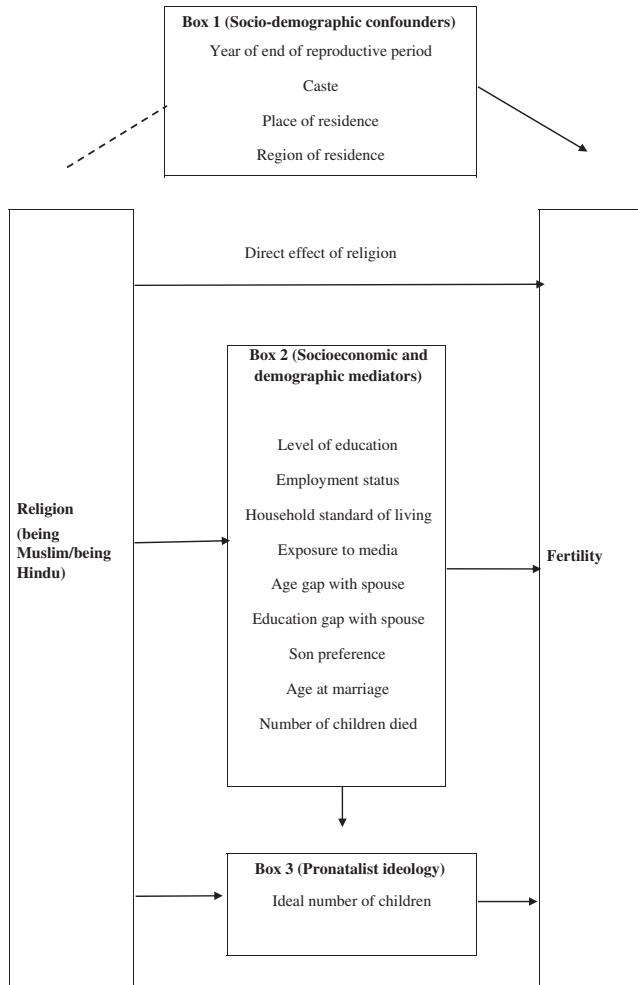 Box 1 (Socio-demographic confounders)
Year of end of reproductive period
Caste
Place of residence
Region of residence
Direct effect of religion
Box 2 (Socioeconomic and
demographic mediators)
Level of education
Employment status
Household standard of living
Exposure to media
Age gap with spouse
Education gap with spouse
Son preference
Age at marriage
Number of children died
Religion
(being
Muslim/being
Hindu)
Fertility
Box 3 (Pronatalist ideology)
Ideal number of children